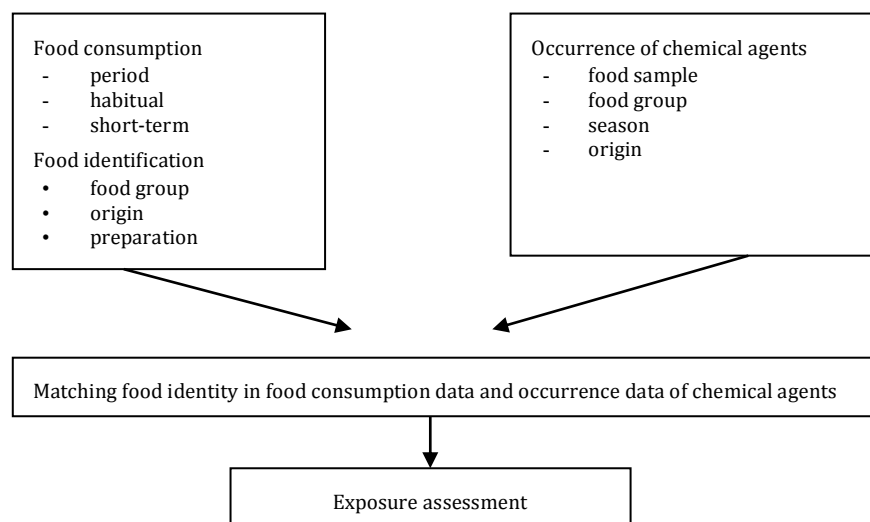 Food consumption
- period
- habitual
- short-term
Food identification
• food group
• origin
• preparation
Occurrence of chemical agents
- food sample
- food group
- season
- origin
Matching food identity in food consumption data and occurrence data of chemical agents
Exposure assessment